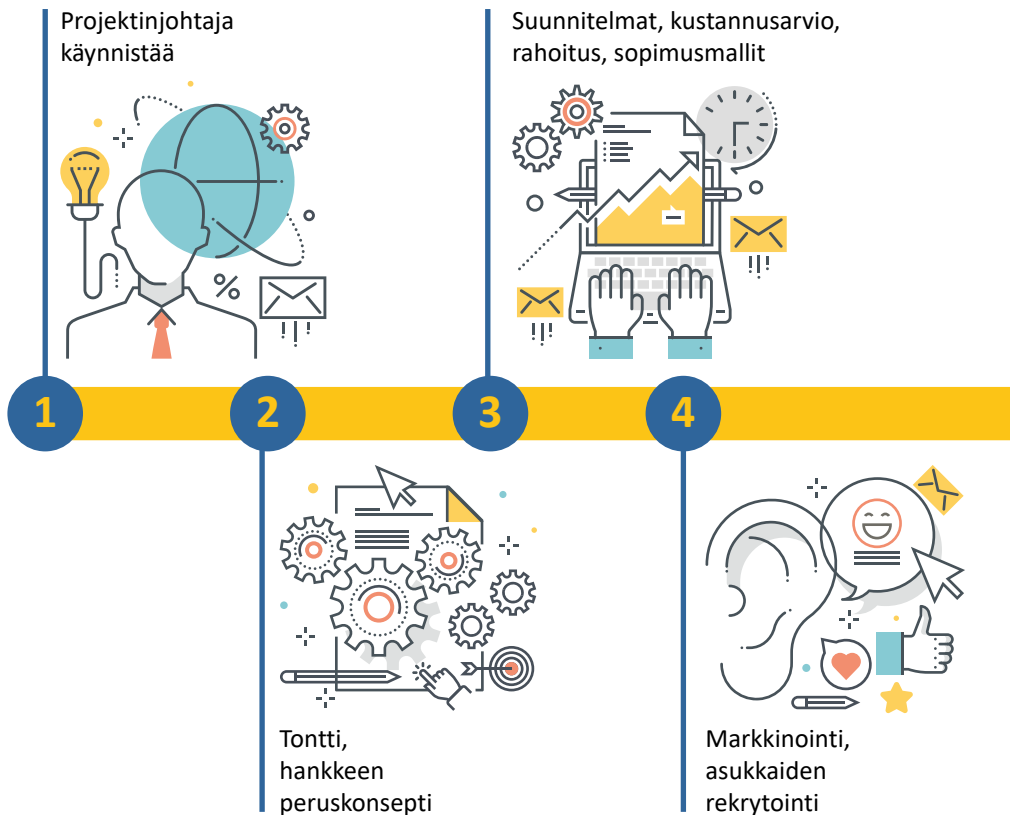 Projektinjohtaja
käynnistää
Suunnitelmat, kustannusarvio,
rahoitus, sopimusmallit
1
2
3
4
Tontti,
hankkeen
peruskonsepti
Markkinointi,
asukkaiden
rekrytointi